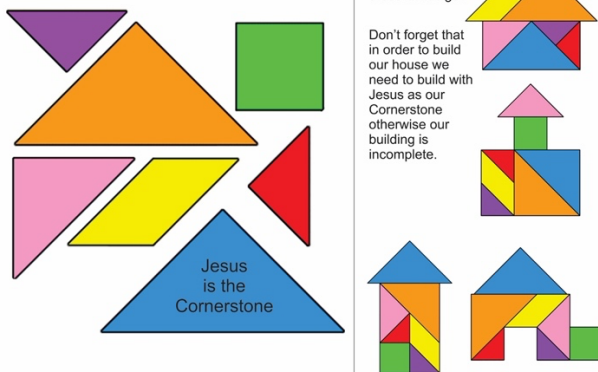 Jesus
is the
Cornerstone
Don't forget that
in order to build
our house we
need to build with
Jesus as our
Cornerstone
otherwise our
building is
incomplete.